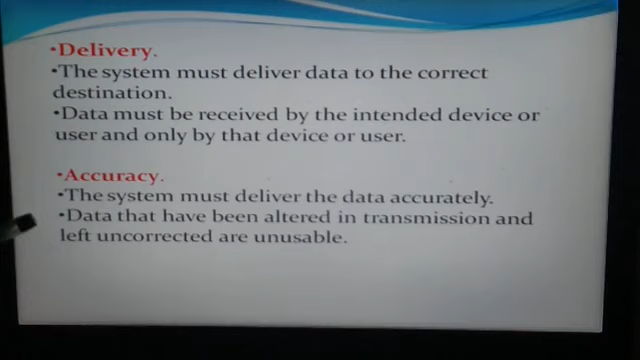 •Delivery.
•The system must deliver data to the correct
destination.
•Data must be received by the intended device or
user and only by that device or user.
•Accuracy.
•The system must deliver the data accurately.
•Data that have been altered in transmission and
left uncorrected are unusable.